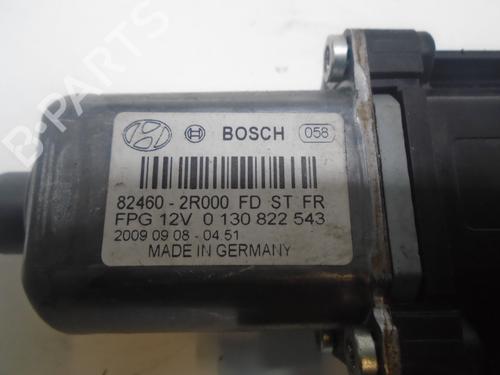 BOSCH 058
82460 - 2R000 FD ST FR
FPG 12V 0 130 822 543
2009 09 08 - 04 51
MADE IN GERMANY
B-PARTS